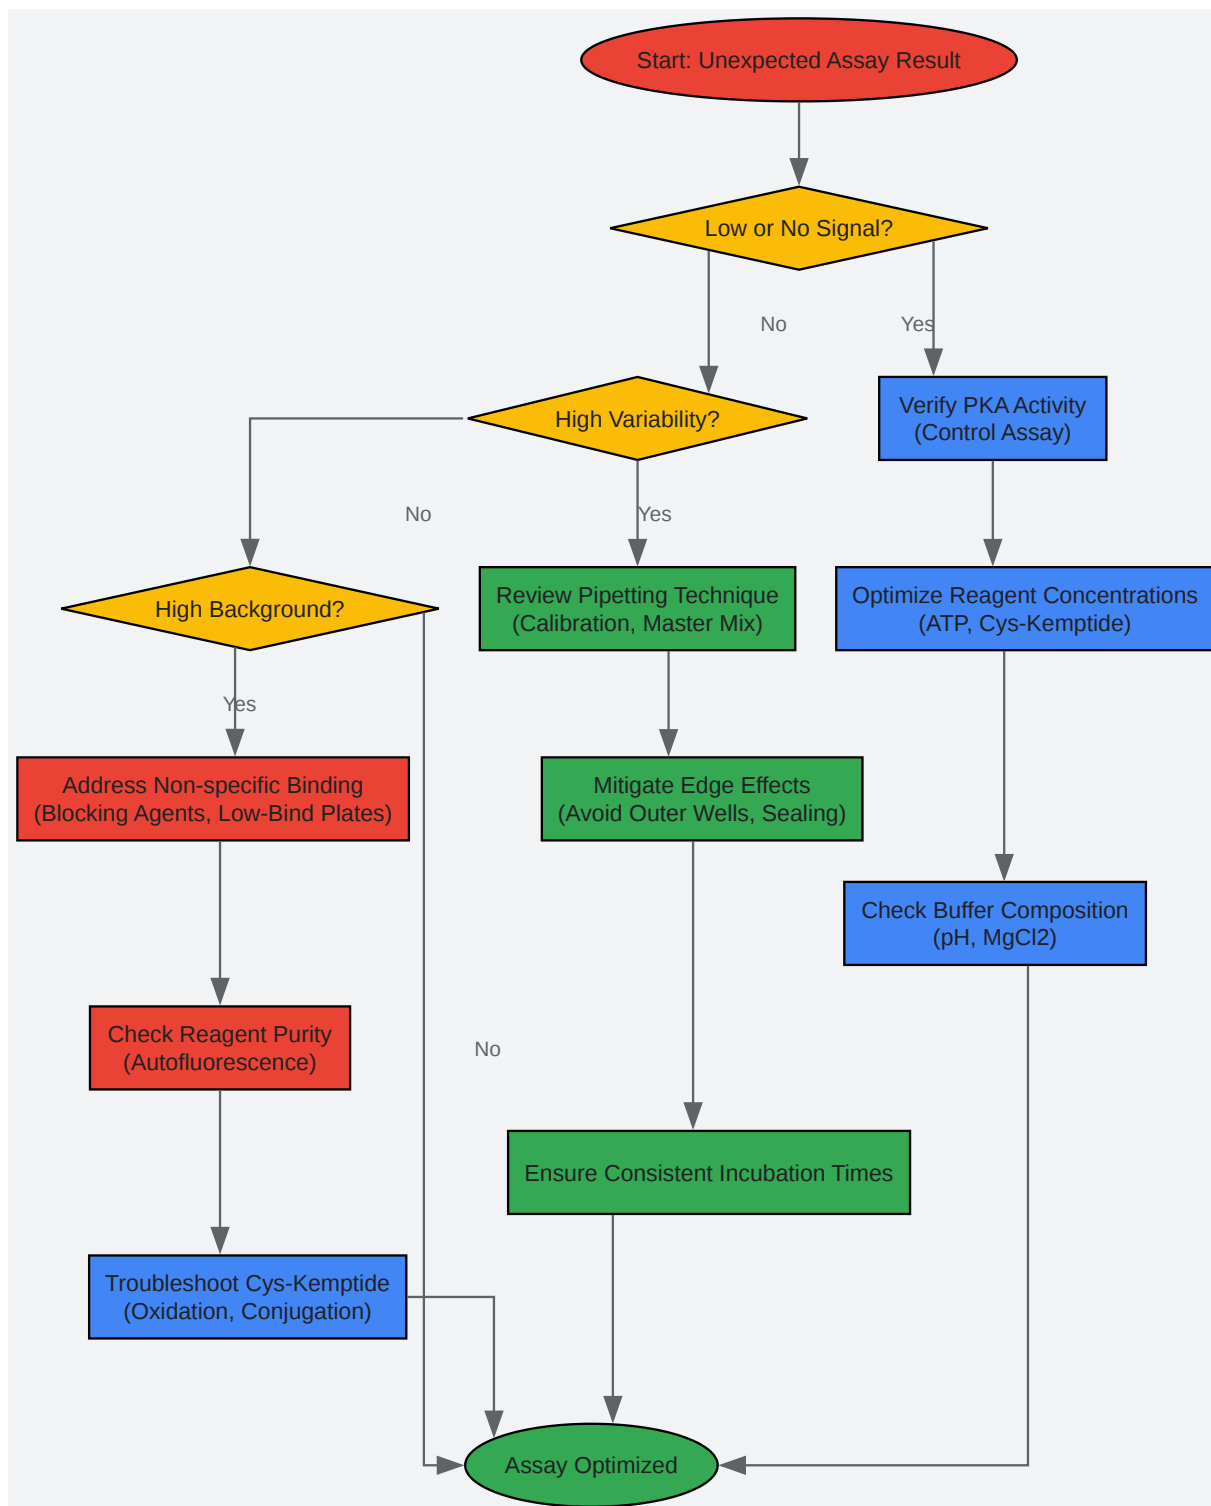 Start: Unexpected Assay Result
Low or No Signal?
No
Yes
High Variability?
Verify PKA Activity
(Control Assay)
No
Yes
High Background?
Review Pipetting Technique
(Calibration, Master Mix)
Optimize Reagent Concentrations
(ATP, Cys-Kemptide)
Yes
Address Non-specific Binding
(Blocking Agents, Low-Bind Plates)
Mitigate Edge Effects
(Avoid Outer Wells, Sealing)
Check Buffer Composition
(pH, MgCl2)
Check Reagent Purity
(Autofluorescence)
No
Ensure Consistent Incubation Times
Troubleshoot Cys-Kemptide
(Oxidation, Conjugation)
Assay Optimized